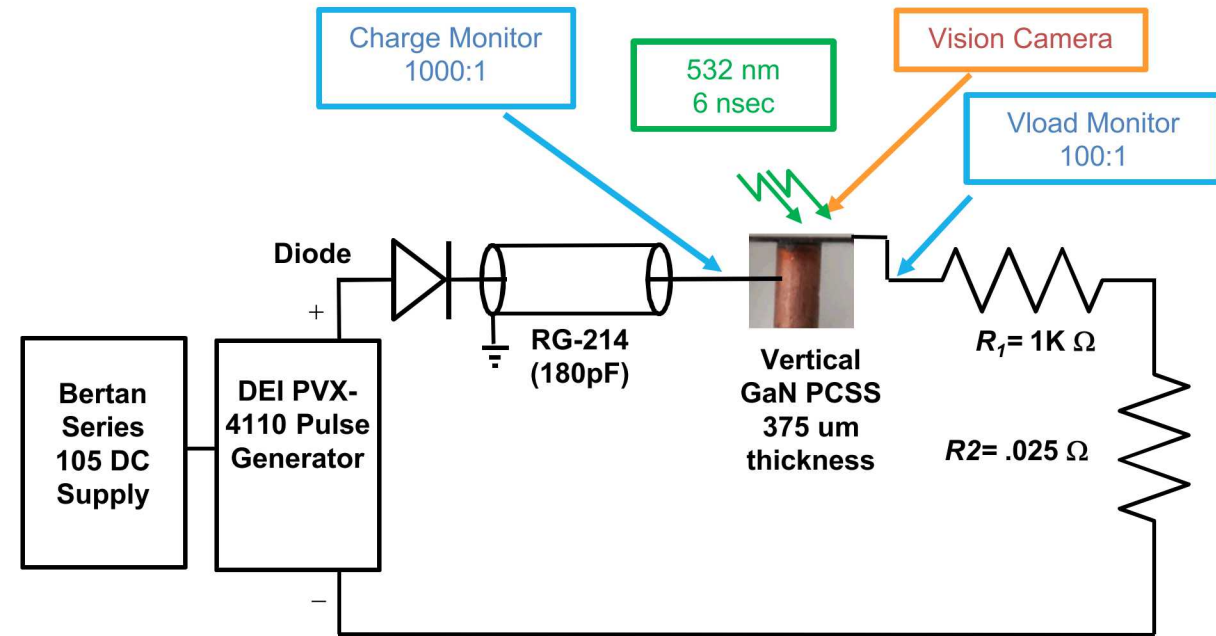 Charge Monitor
1000:1
532 nm
6 nsec
Vision Camera
Vload Monitor
100:1
Diode
+
RG-214
(180pF)
Vertical
GaN PCSS
375 um
thickness
R₁= 1K Ω
R2= .025 Ω
Bertan
Series
105 DC
Supply
DEI PVX-
4110 Pulse
Generator
–